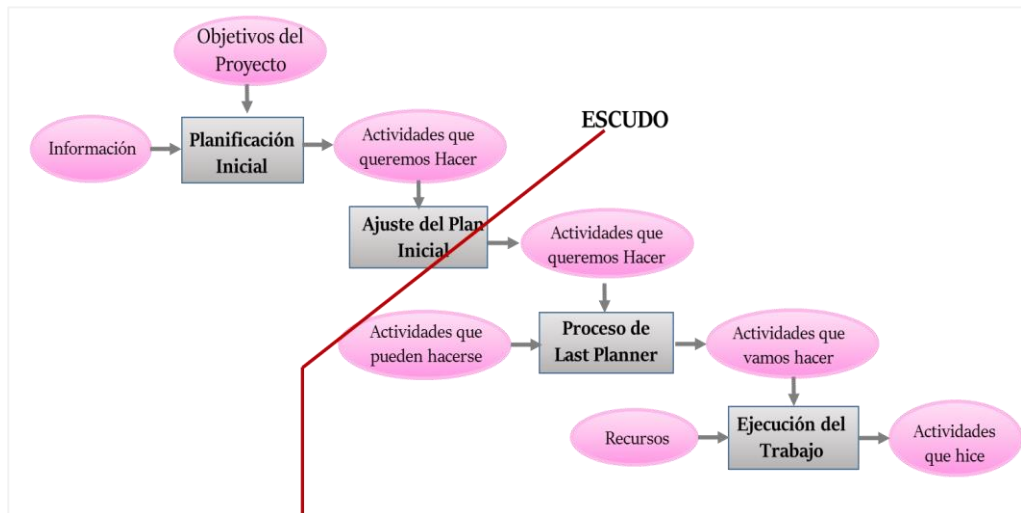 Objetivos del
Proyecto
Información
Planificación
Inicial
Actividades que
queremos Hacer
ESCUDO
Ajuste del Plan
Inicial
Actividades que
queremos Hacer
Actividades que
pueden hacerse
Proceso de
Last Planner
Actividades que
vamos hacer
Recursos
Ejecución del
Trabajo
Actividades
que hice